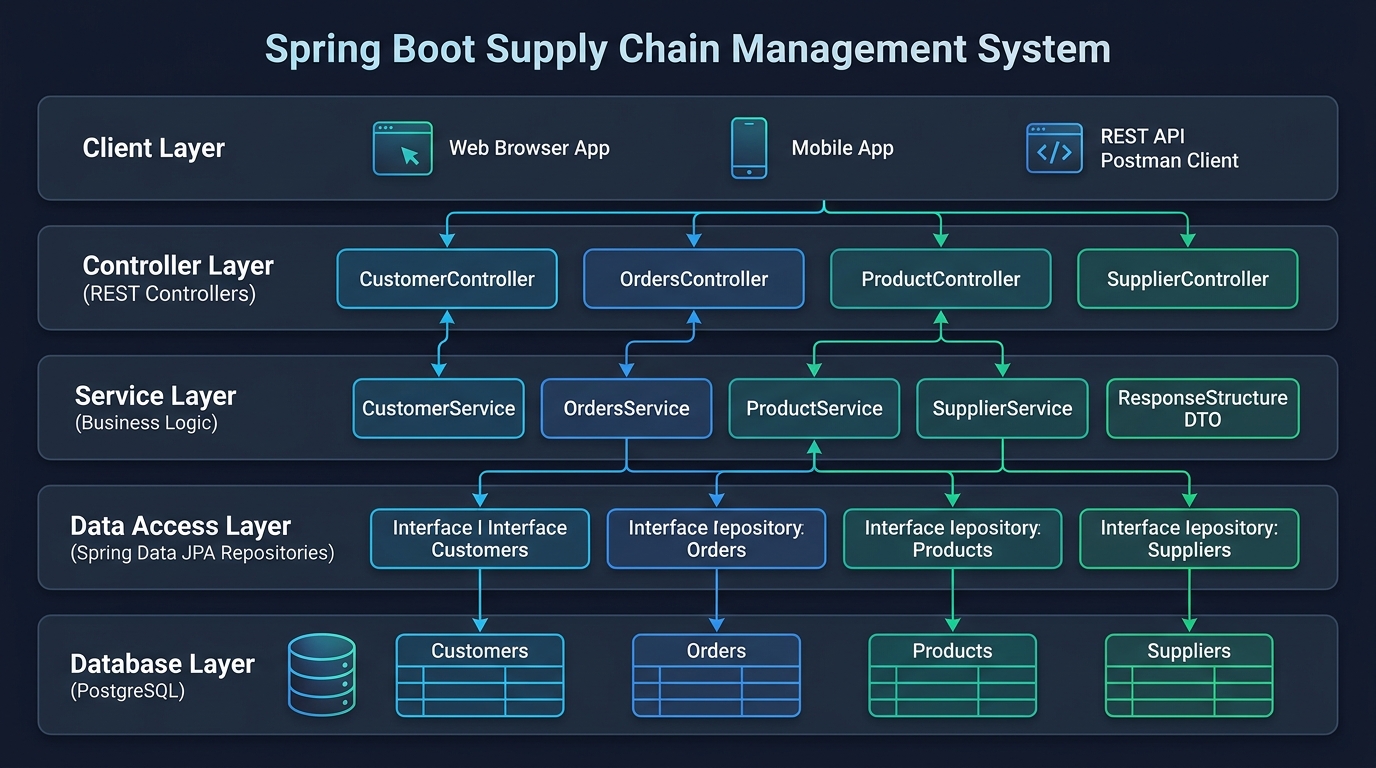 Spring Boot Supply Chain Management System
Client Layer
Web Browser App
Mobile App
REST API
Postman Client
Controller Layer
(REST Controllers)
CustomerController
OrdersController
ProductController
SupplierController
Service Layer
(Business Logic)
CustomerService
OrdersService
ProductService
SupplierService
ResponseStructure
DTO
Data Access Layer
(Spring Data JPA Repositories)
Interface I Interface
Customers
Interface
Orders
Interface
Products
Interface
Suppliers
Database Layer
(PostgreSQL)
Customers
Orders
Products
Suppliers